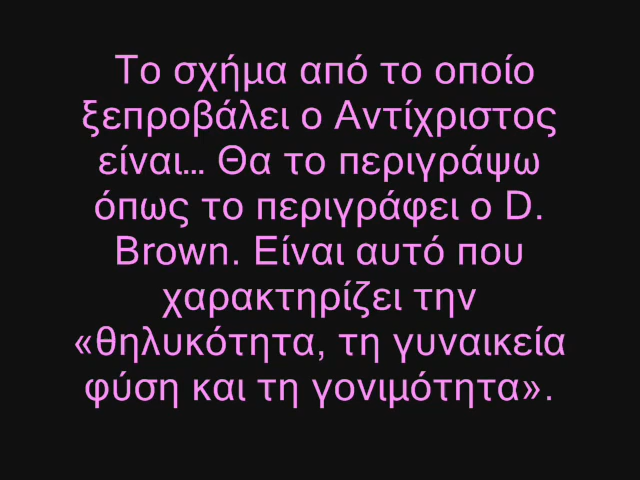 Το σχήμα από το οποίο
ξεπροβάλει ο Αντίχριστος
είναι... Θα το περιγράψω
όπως το περιγράφει ο D.
Brown. Είναι αυτό που
χαρακτηρίζει την
«θηλυκότητα, τη γυναικεία
φύση και τη γονιμότητα».